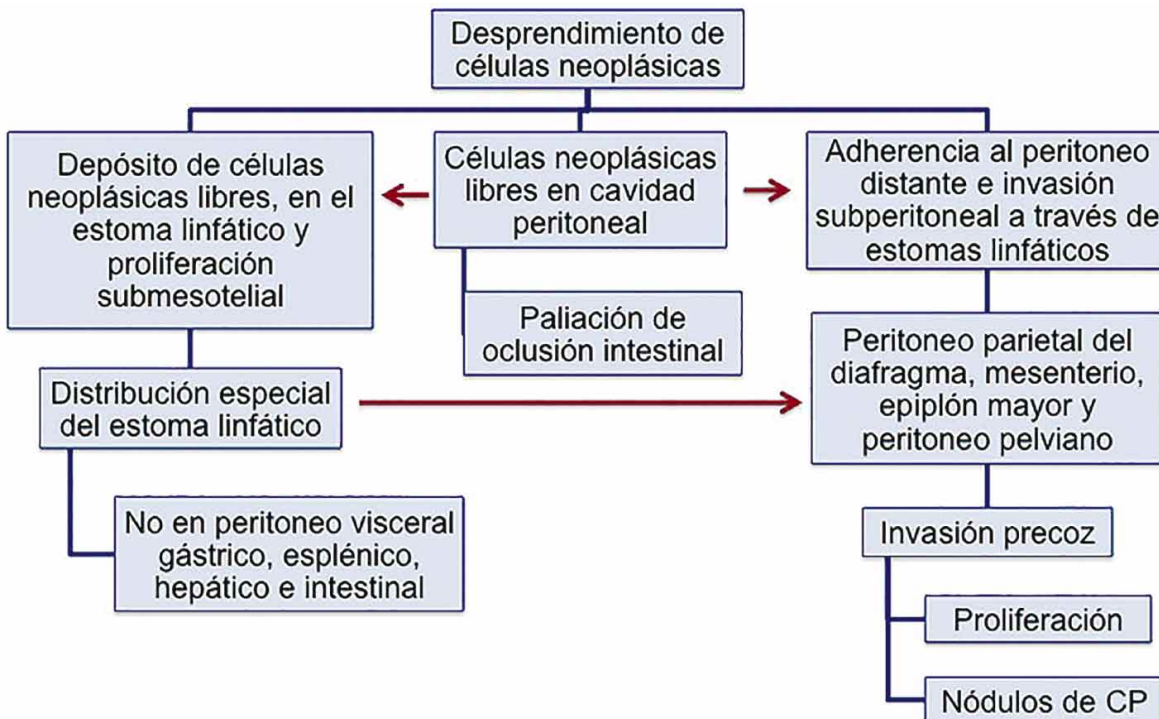 Desprendimiento de
células neoplásicas
Depósito de células
neoplásicas libres, en el
estoma linfático y
proliferación
submesotelial
Células neoplásicas
libres en cavidad
peritoneal
Adherencia al peritoneo
distante e invasión
subperitoneal a través de
estomas linfáticos
Paliación de
oclusión intestinal
Peritoneo parietal del
diafragma, mesenterio,
epiplón mayor y
peritoneo pelviano
Distribución especial
del estoma linfático
No en peritoneo visceral
gástrico, esplénico,
hepático e intestinal
Invasión precoz
Proliferación
Nódulos de CP